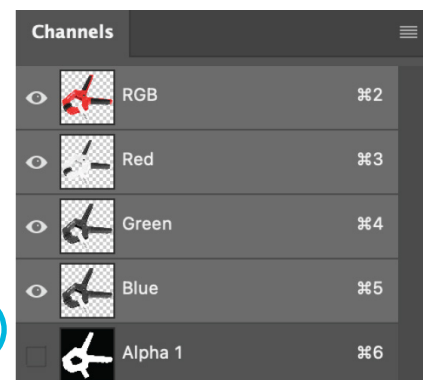 Channels
RGB ⌘2
Red ⌘3
Green ⌘4
Blue ⌘5
Alpha 1 ⌘6